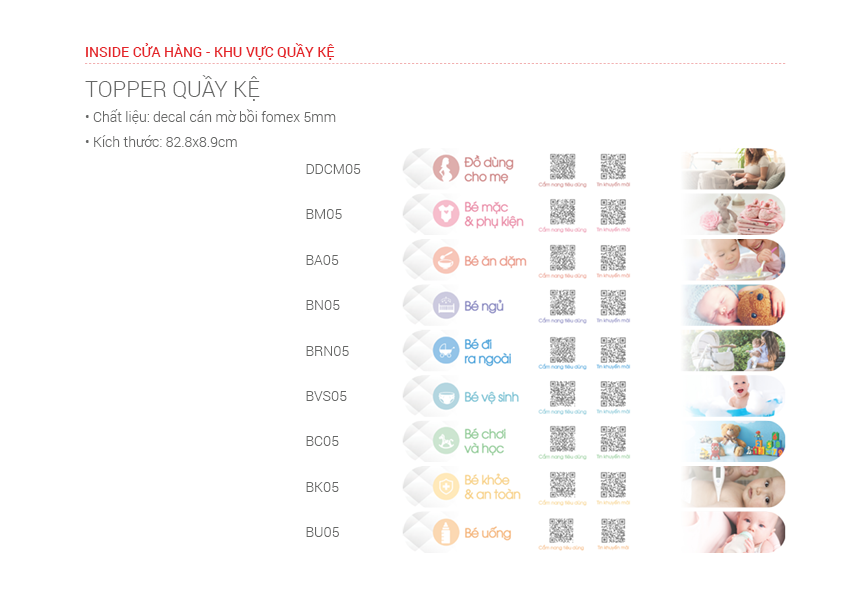 INSIDE CỬA HÀNG - KHU VỰC QUẦY KỆ
TOPPER QUẦY KỆ
• Chất liệu: decal cán mờ bồi fomex 5mm
• Kích thước: 82.8x8.9cm
DDCM05
Đồ dùng
cho mẹ
Cẩm nang tiêu dùng
Tin khuyến mãi
BM05
Bé mặc
& phụ kiện
Cẩm nang tiêu dùng
Tin khuyến mãi
BA05
Bé ăn dặm
Cẩm nang tiêu dùng
Tin khuyến mãi
BN05
Bé ngủ
Cẩm nang tiêu dùng
Tin khuyến mãi
BRN05
Bé đi
ra ngoài
Cẩm nang tiêu dùng
Tin khuyến mãi
BVS05
Bé vệ sinh
Cẩm nang tiêu dùng
Tin khuyến mãi
BC05
Bé chơi
và học
Cẩm nang tiêu dùng
Tin khuyến mãi
BK05
Bé khỏe
& an toàn
Cẩm nang tiêu dùng
Tin khuyến mãi
BU05
Bé uống
Cẩm nang tiêu dùng
Tin khuyến mãi